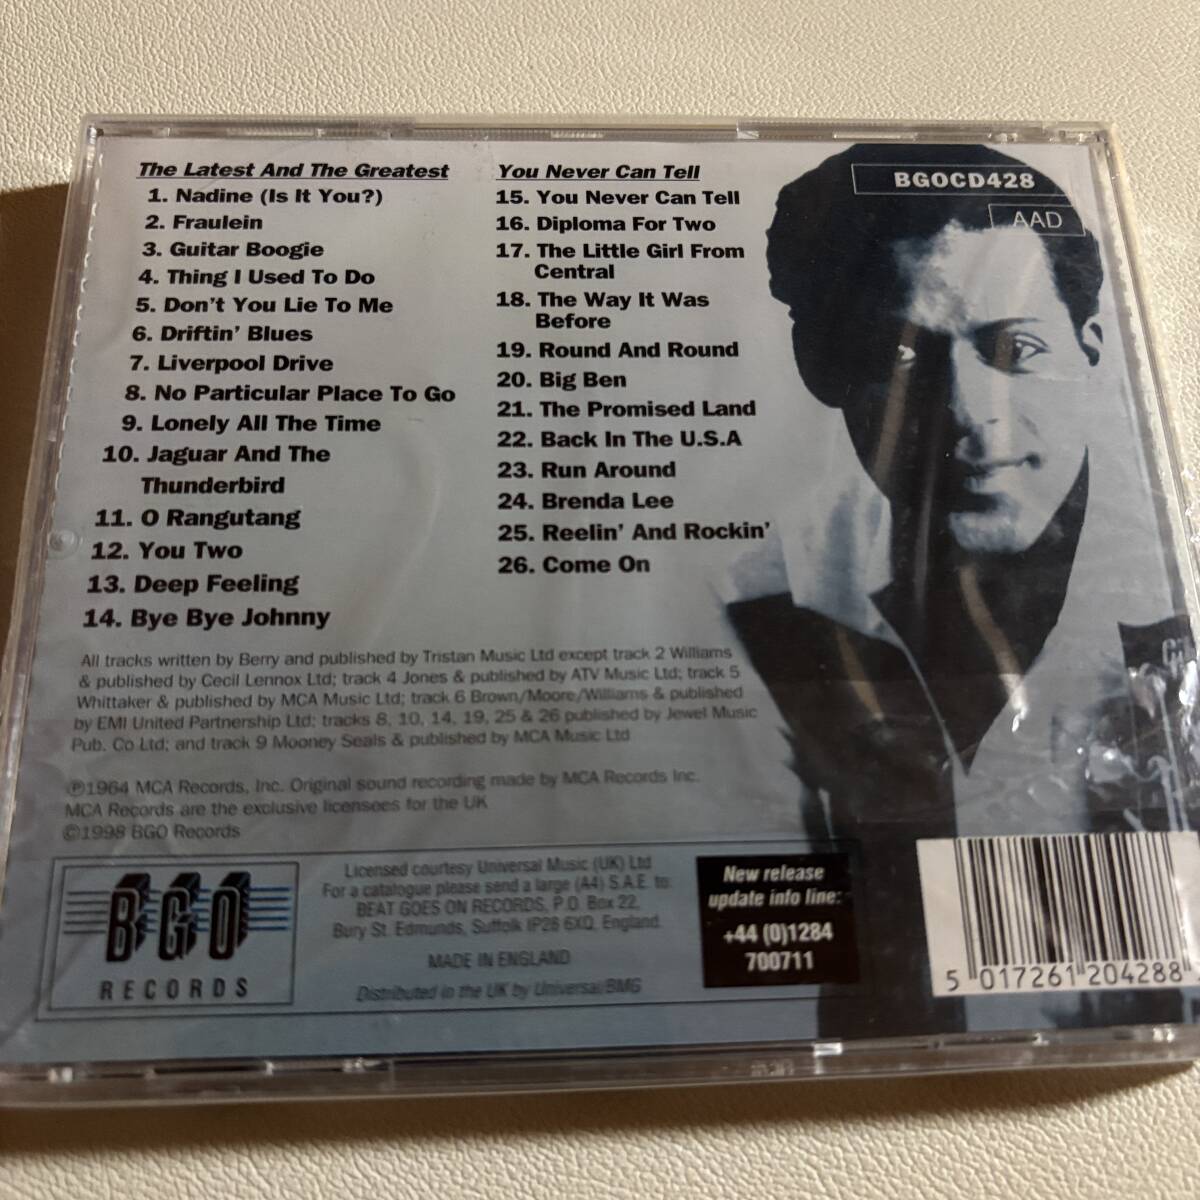 The Latest And The Greatest
1. Nadine (Is It You?)
2. Fraulein
3. Guitar Boogie
4. Thing I Used To Do
5. Don't You Lie To Me
6. Driftin' Blues
7. Liverpool Drive
8. No Particular Place To Go
9. Lonely All The Time
10. Jaguar And The
Thunderbird
11. O Rangutang
12. You Two
13. Deep Feeling
14. Bye Bye Johnny
You Never Can Tell
15. You Never Can Tell
16. Diploma For Two
17. The Little Girl From
Central
18. The Way It Was
Before
19. Round And Round
20. Big Ben
21. The Promised Land
22. Back In The U.S.A
23. Run Around
24. Brenda Lee
25. Reelin' And Rockin'
26. Come On
BGOCD428
AAD
All tracks written by Berry and published by Tristan Music Ltd except track 2 Williams
& published by Cecil Lennox Ltd; track 4 Jones & published by ATV Music Ltd; track 5
Whittaker & published by MCA Music Ltd; track 6 Brown/Moore/Williams & published
by EMI United Partnership Ltd; tracks 8, 10, 14, 19, 25 & 26 published by Jewel Music
Pub. Co Ltd; and track 9 Mooney Seals & published by MCA Music Ltd
℗1964 MCA Records, Inc. Original sound recording made by MCA Records Inc.
MCA Records are the exclusive licensees for the UK
©1998 BGO Records
BGO
RECORDS
Licensed courtesy Universal Music (UK) Ltd
For a catalogue please send a large (A4) S.A.E. to:
BEAT GOES ON RECORDS, P.O. Box 22,
Bury St. Edmunds, Suffolk IP28 6XQ, England.
MADE IN ENGLAND
Distributed in the UK by Universal/BMG
New release
update info line:
+44 (0)1284
700711
5 017261 204288